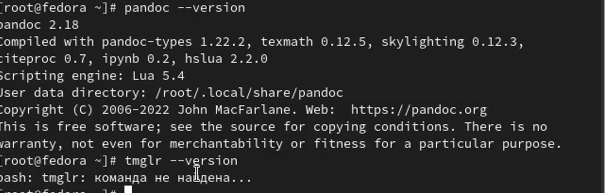 [root@fedora ~]# pandoc --version
pandoc 2.18
Compiled with pandoc-types 1.22.2, texmath 0.12.5, skylighting 0.12.3,
citeproc 0.7, ipynb 0.2, hslua 2.2.0
Scripting engine: Lua 5.4
User data directory: /root/.local/share/pandoc
Copyright (C) 2006-2022 John MacFarlane. Web:  https://pandoc.org
This is free software; see the source for copying conditions. There is no
warranty, not even for merchantability or fitness for a particular purpose.
[root@fedora ~]# tmglr --version
bash: tmglr: команда не найдена...